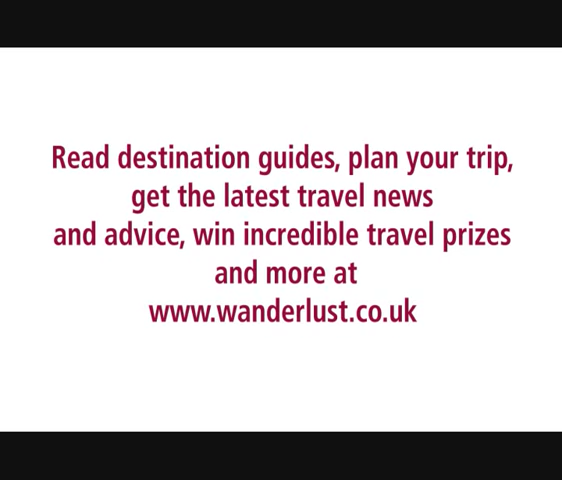 Read destination guides, plan your trip,
get the latest travel news
and advice, win incredible travel prizes
and more at
www.wanderlust.co.uk